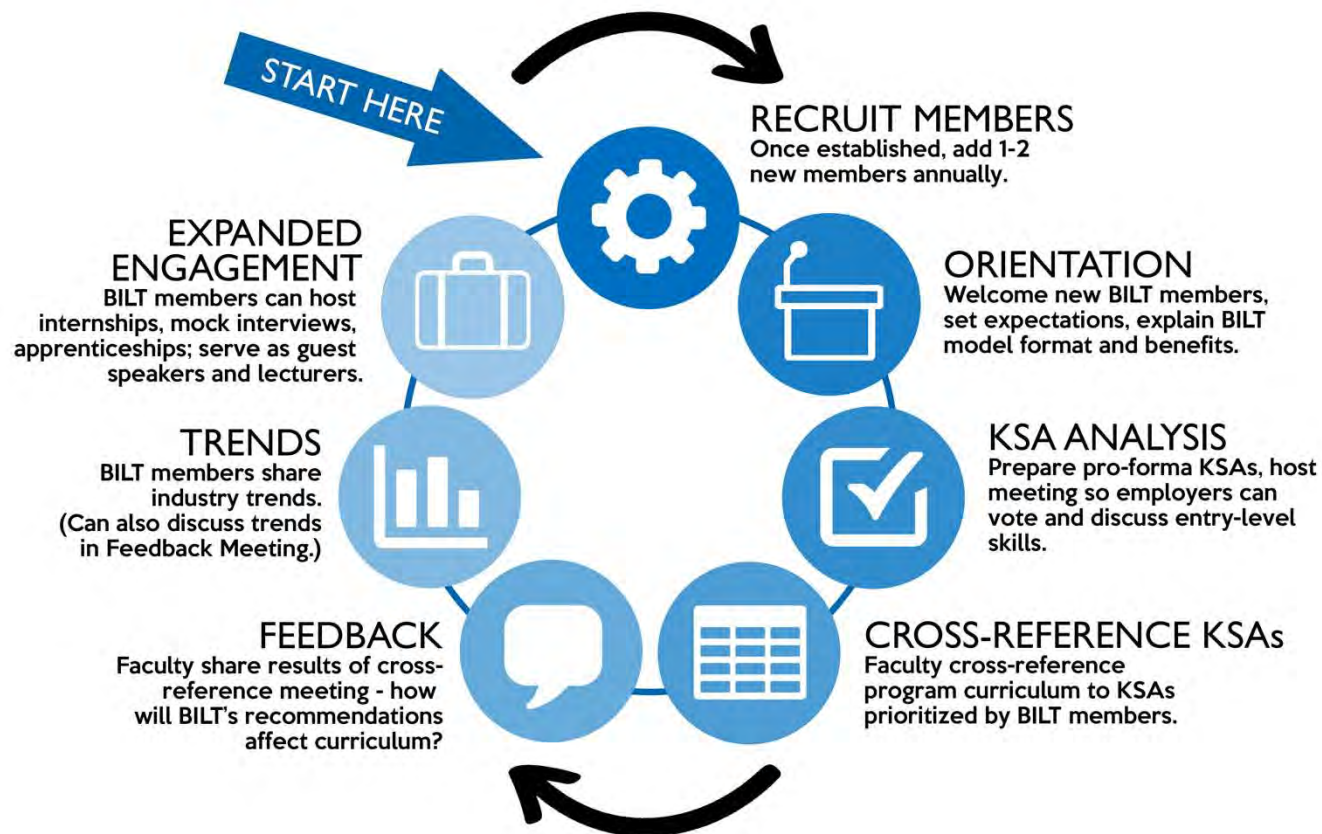 START HERE
RECRUIT MEMBERS
Once established, add 1-2
new members annually.
ORIENTATION
Welcome new BILT members,
set expectations, explain BILT
model format and benefits.
KSA ANALYSIS
Prepare pro-forma KSAs, host
meeting so employers can
vote and discuss entry-level
skills.
CROSS-REFERENCE KSAs
Faculty cross-reference
program curriculum to KSAs
prioritized by BILT members.
FEEDBACK
Faculty share results of cross-
reference meeting - how
will BILT's recommendations
affect curriculum?
TRENDS
BILT members share
industry trends.
(Can also discuss trends
in Feedback Meeting.)
EXPANDED
ENGAGEMENT
BILT members can host
internships, mock interviews,
apprenticeships; serve as guest
speakers and lecturers.